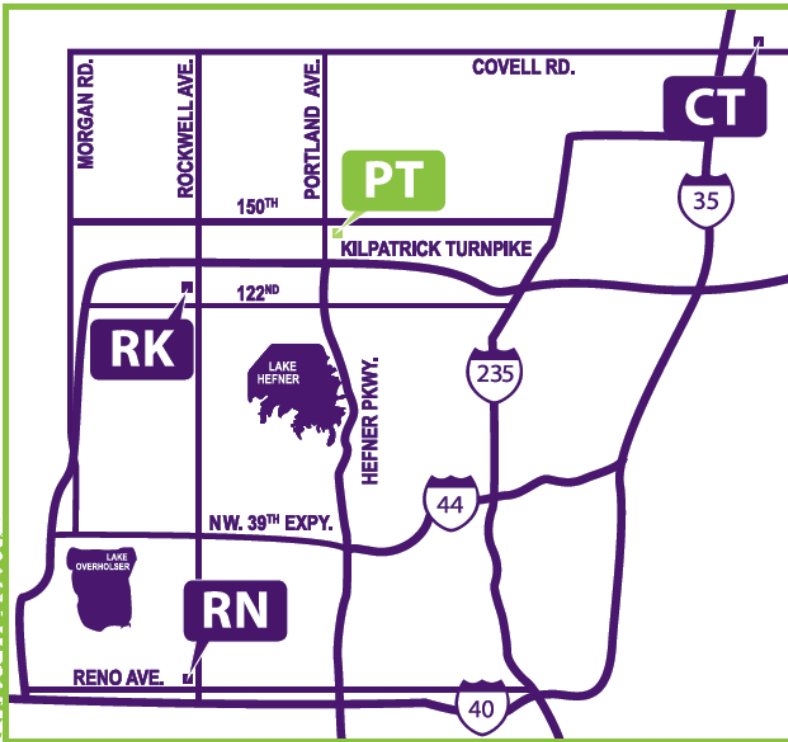 COVELL RD.
MORGAN RD.
ROCKWELL AVE.
PORTLAND AVE.
CT
PT
35
150TH
KILPATRICK TURNPIKE
122ND
RK
LAKE
HEFNER
HEFNER PKWY.
235
44
NW. 39TH EXPY.
LAKE
OVERHOLSER
RN
RENO AVE.
40